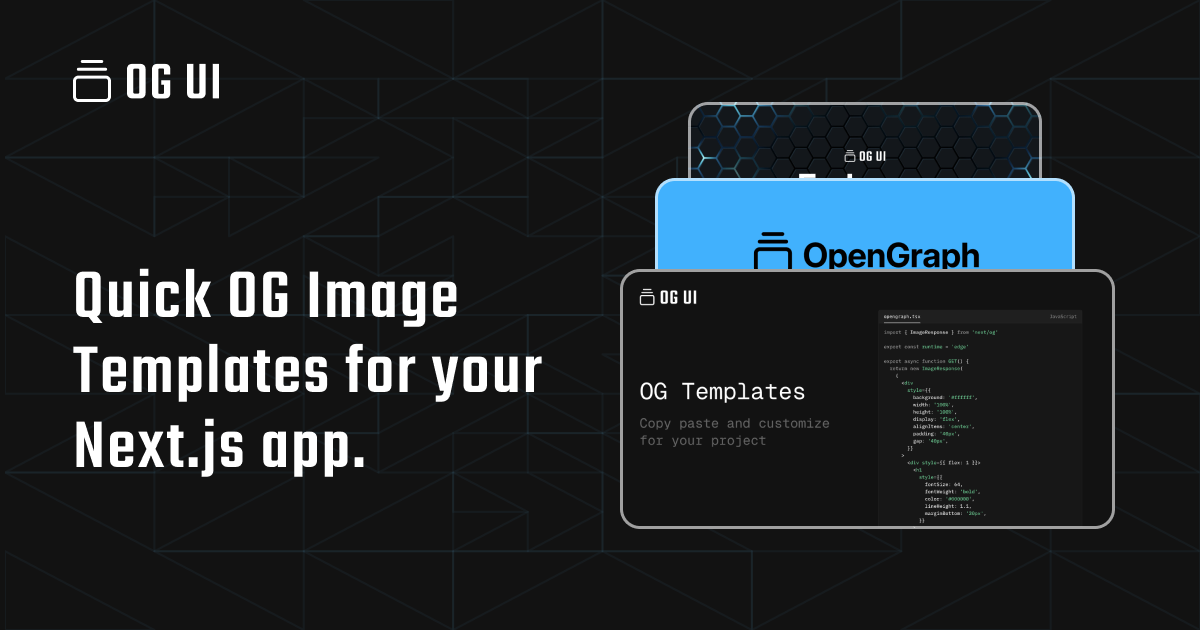 OG UI
Quick OG Image
Templates for your
Next.js app.
OG UI
OpenGraph
OG UI
OG Templates
Copy paste and customize
for your project
opengraph.tsx JavaScript
import { ImageResponse } from 'next/og'
export const runtime = 'edge'
export async function GET() {
return new ImageResponse(
(
<div
style={{
background: '#ffffff',
width: '100%',
height: '100%',
display: 'flex',
alignItems: 'center',
padding: '40px',
gap: '40px',
}}
>
<div style={{ flex: 1 }}>
<h1
style={{
fontSize: 64,
fontWeight: 'bold',
color: '#000000',
lineHeight: 1.1,
marginBottom: '20px',
}}